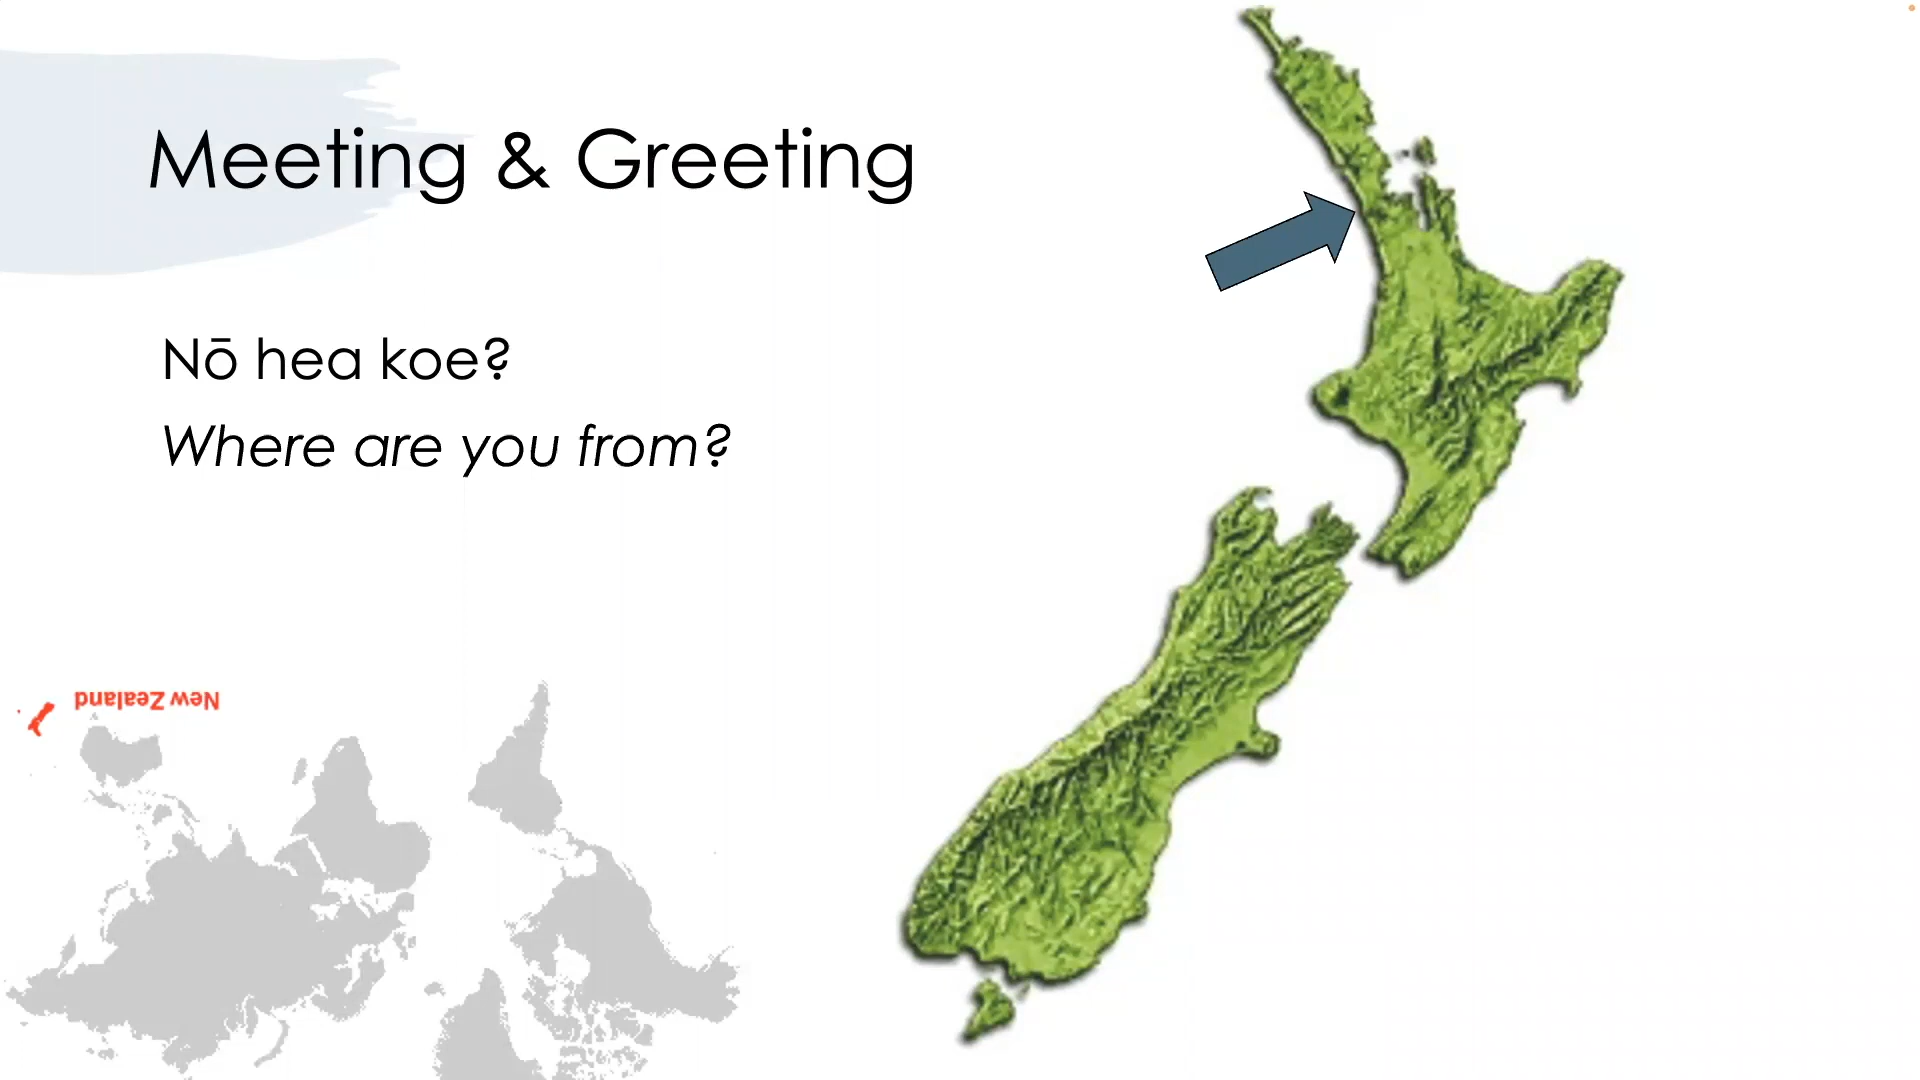 Meeting & Greeting
Nō hea koe?
Where are you from?
New Zealand